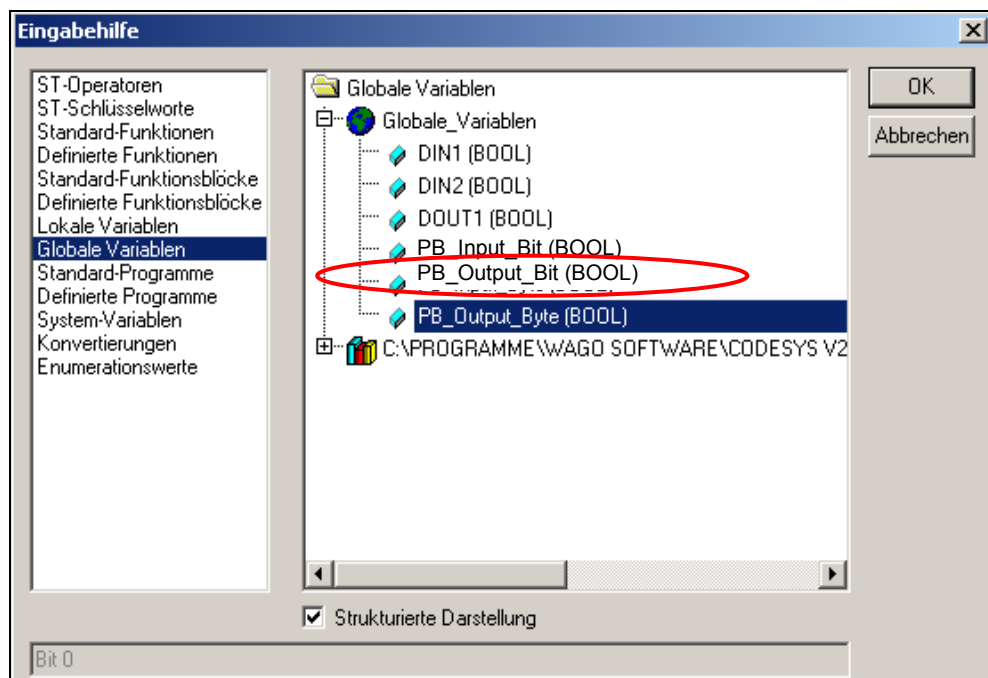 Eingabehilfe
ST-Operatoren
ST-Schlüsselworte
Standard-Funktionen
Definierte Funktionen
Standard-Funktionsblöcke
Definierte Funktionsblöcke
Lokale Variablen
Globale Variablen
Standard-Programme
Definierte Programme
System-Variablen
Konvertierungen
Enumerationswerte
Globale Variablen
Globale_Variablen
DIN1 (BOOL)
DIN2 (BOOL)
DOUT1 (BOOL)
PB_Input_Bit (BOOL)
PB_Output_Bit (BOOL)
PB_Output_Byte (BOOL)
C:\PROGRAMME\WAGO SOFTWARE\CODESYS V2
OK
Abbrechen
Strukturierte Darstellung
Bit 0